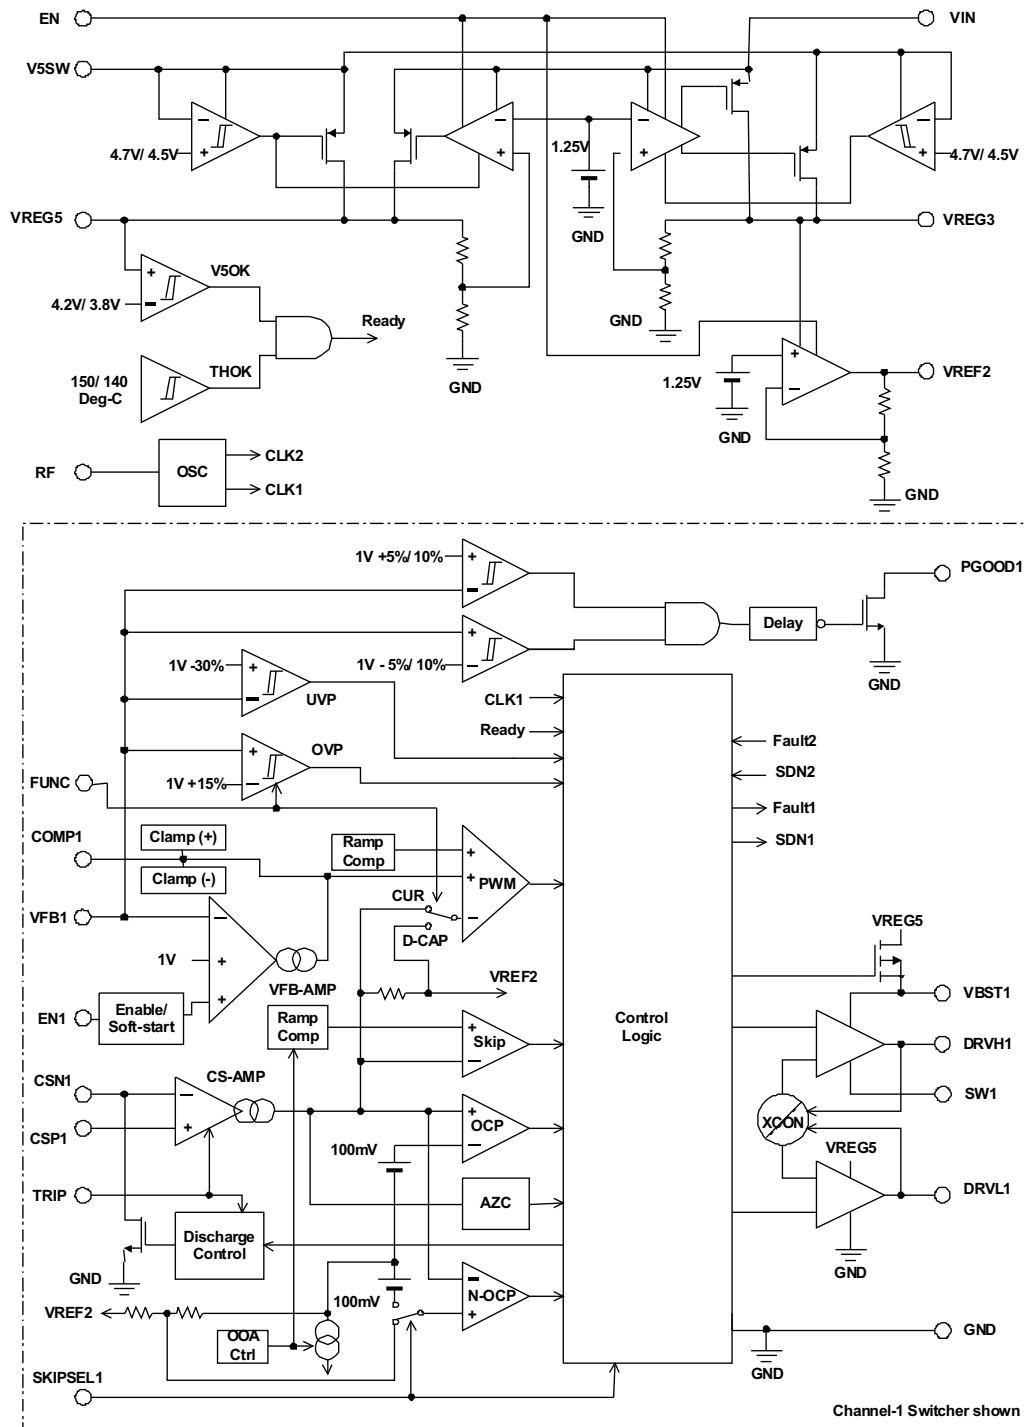 EN
VIN
V5SW
4.7V/ 4.5V
1.25V
4.7V/ 4.5V
VREG5
GND
VREG3
V5OK
4.2V/ 3.8V
Ready
GND
GND
THOK
150/ 140
Deg-C
1.25V
VREF2
GND
RF
OSC
CLK2
CLK1
GND
1V +5%/ 10%
PGOOD1
Delay
1V - 5%/ 10%
GND
1V -30%
UVP
CLK1
Ready
OVP
Fault2
SDN2
FUNC
1V +15%
Fault1
SDN1
COMP1
Clamp (+)
Clamp (-)
Ramp
Comp
PWM
CUR
VFB1
D-CAP
VREG5
1V
VREF2
VFB-AMP
EN1
Enable/
Soft-start
Ramp
Comp
Skip
Control
Logic
VBST1
DRVH1
CSN1
CS-AMP
SW1
CSP1
OCP
XCON
100mV
VREG5
TRIP
AZC
DRVL1
Discharge
Control
GND
GND
N-OCP
100mV
VREF2
OOA
Ctrl
GND
GND
SKIPSEL1
Channel-1 Switcher shown